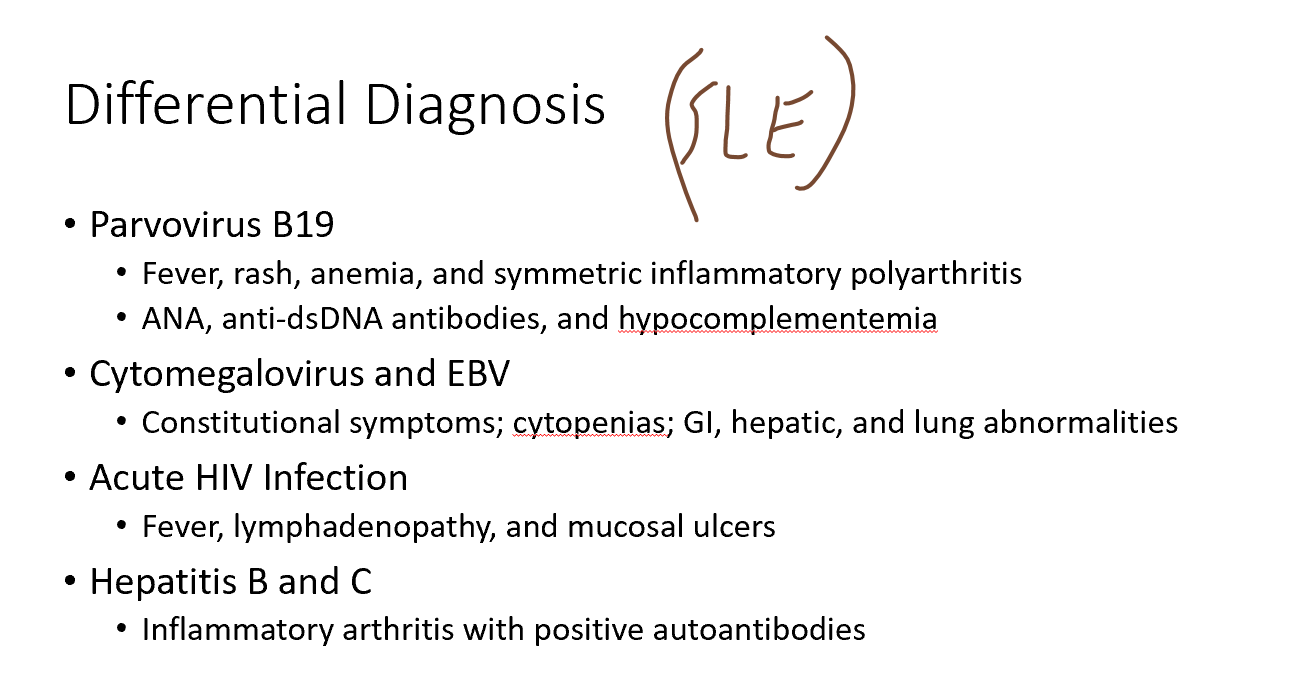 Differential Diagnosis (SLE)
• Parvovirus B19
• Fever, rash, anemia, and symmetric inflammatory polyarthritis
• ANA, anti-dsDNA antibodies, and hypocomplementemia
• Cytomegalovirus and EBV
• Constitutional symptoms; cytopenias; GI, hepatic, and lung abnormalities
• Acute HIV Infection
• Fever, lymphadenopathy, and mucosal ulcers
• Hepatitis B and C
• Inflammatory arthritis with positive autoantibodies